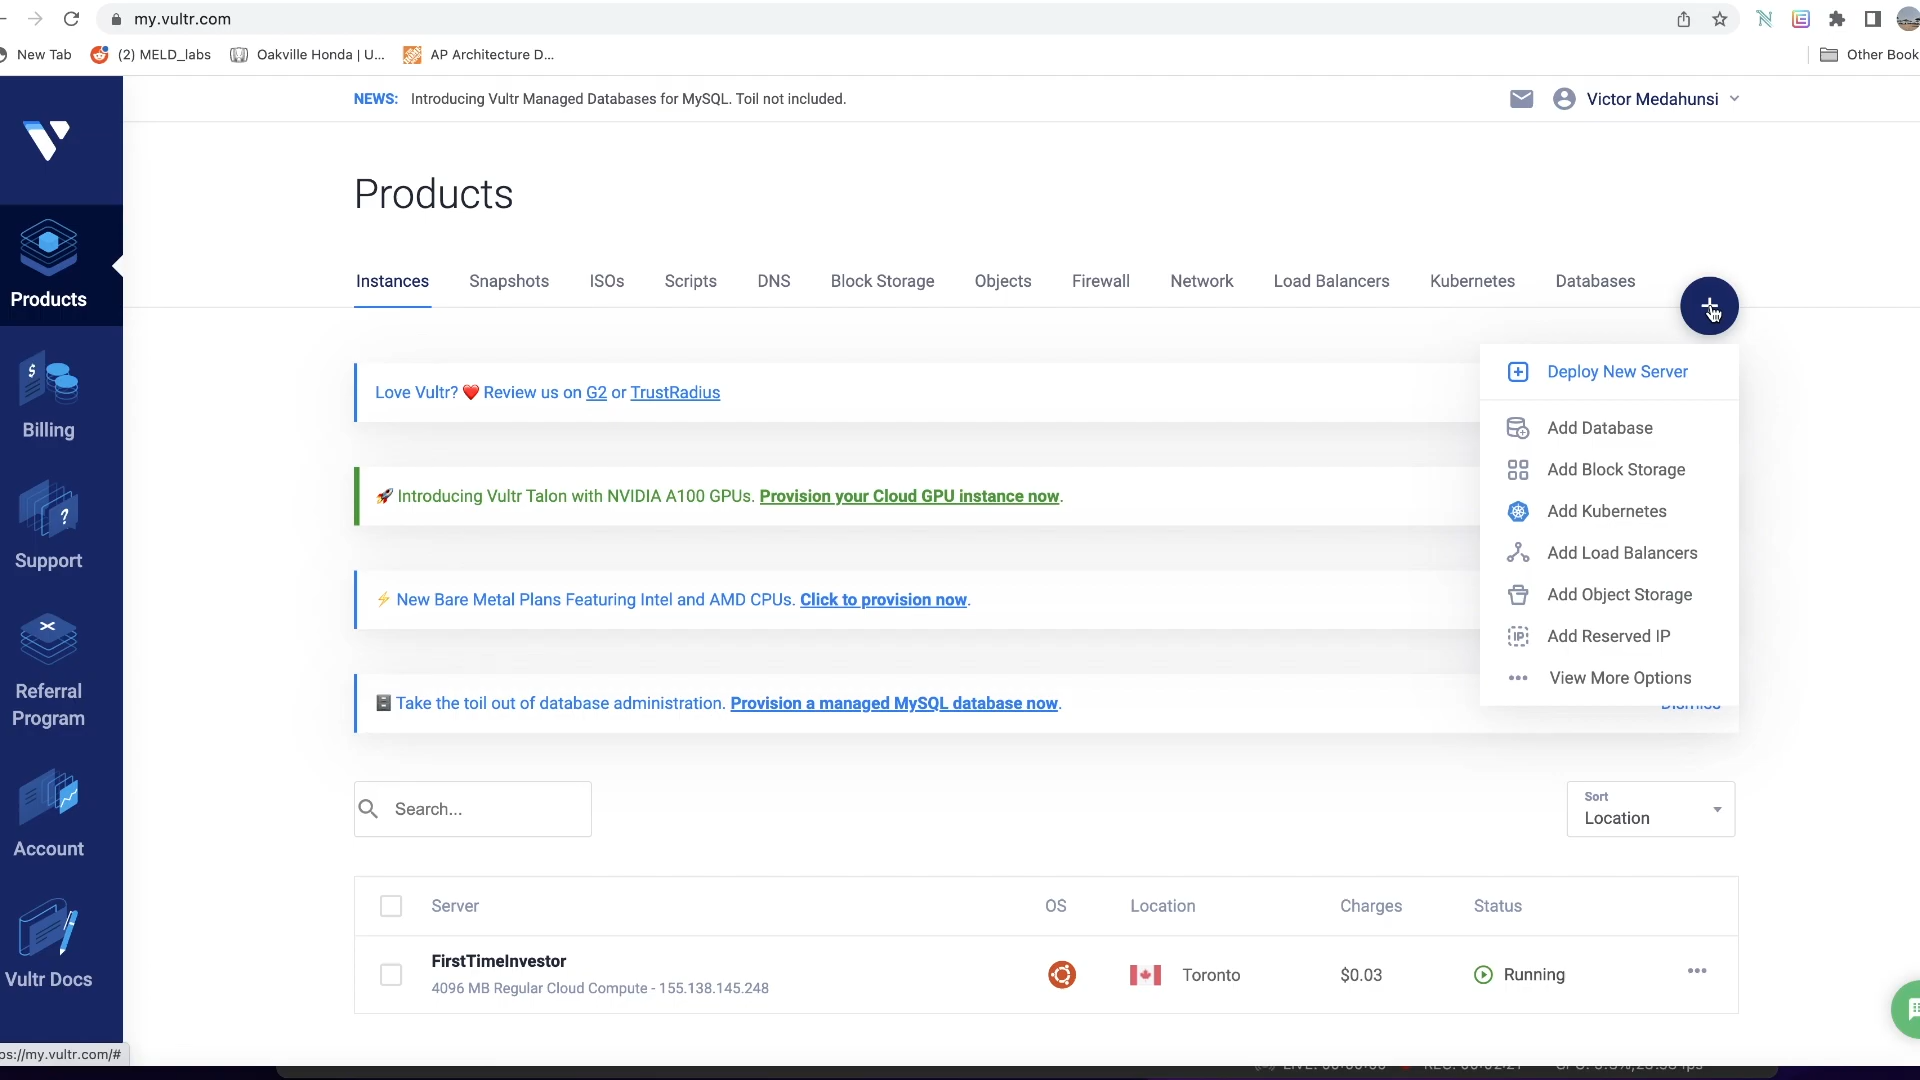 my.vultr.com
New Tab (2) MELD_labs Oakville Honda | U... AP Architecture D... Other Book
NEWS: Introducing Vultr Managed Databases for MySQL. Toil not included. Victor Medahunsi
Products
Products
Billing
Support
Referral
Program
Account
Vultr Docs
Instances Snapshots ISOs Scripts DNS Block Storage Objects Firewall Network Load Balancers Kubernetes Databases
Deploy New Server
Add Database
Add Block Storage
Add Kubernetes
Add Load Balancers
Add Object Storage
Add Reserved IP
View More Options
Love Vultr? ❤️ Review us on G2 or TrustRadius
🚀 Introducing Vultr Talon with NVIDIA A100 GPUs. Provision your Cloud GPU instance now.
⚡ New Bare Metal Plans Featuring Intel and AMD CPUs. Click to provision now.
🗄️ Take the toil out of database administration. Provision a managed MySQL database now.
Dismiss
Search...
Sort
Location
Server OS Location Charges Status
FirstTimeInvestor
4096 MB Regular Cloud Compute - 155.138.145.248
Toronto $0.03 Running
ps://my.vultr.com/#